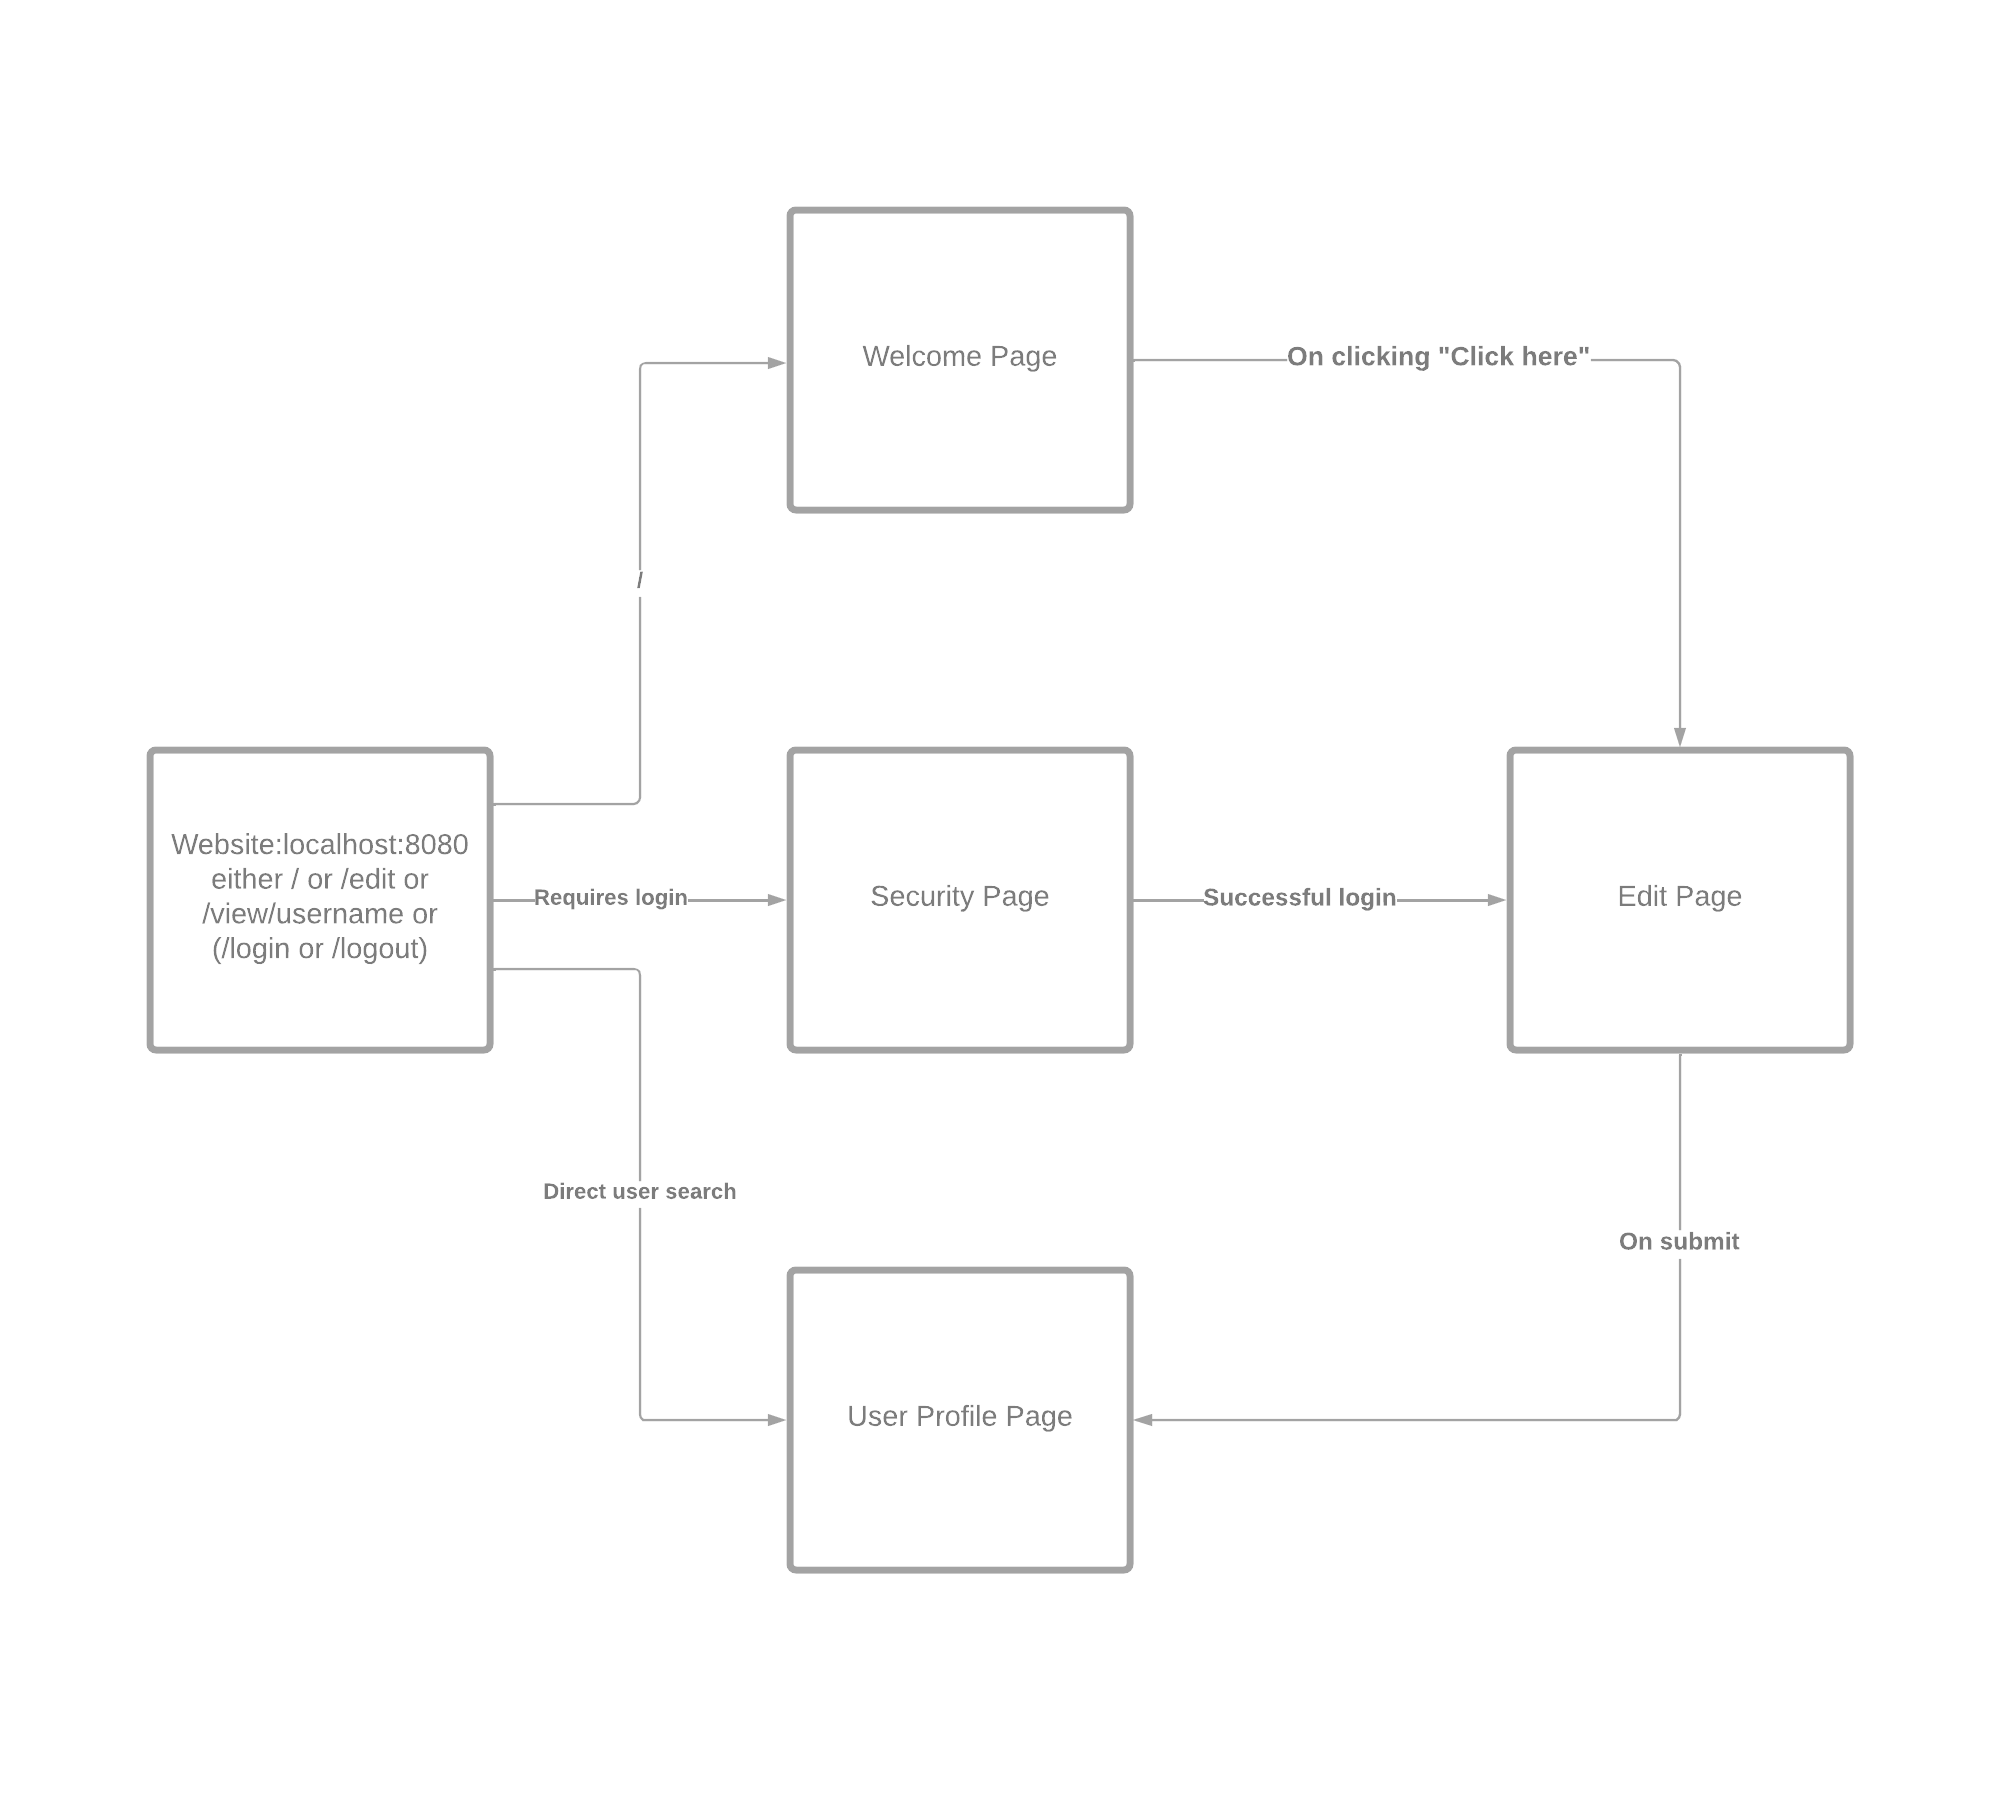 Welcome Page
On clicking "Click here"
/
Website:localhost:8080
either / or /edit or
/view/username or
(/login or /logout)
Requires login
Security Page
Successful login
Edit Page
Direct user search
On submit
User Profile Page